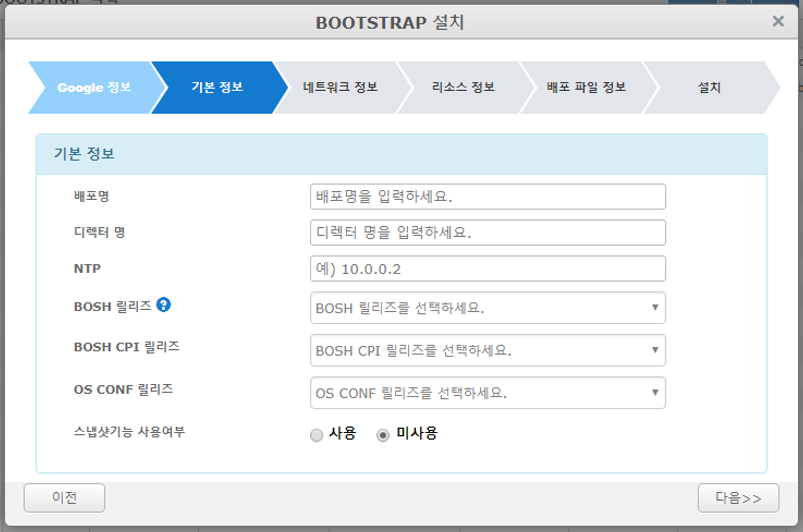 BOOTSTRAP 설치
×
Google 정보
기본 정보
네트워크 정보
리소스 정보
배포 파일 정보
설치
기본 정보
배포명
배포명을 입력하세요.
디렉터 명
디렉터 명을 입력하세요.
NTP
예) 10.0.0.2
BOSH 릴리즈 ?
BOSH 릴리즈를 선택하세요.
BOSH CPI 릴리즈
BOSH CPI 릴리즈를 선택하세요.
OS CONF 릴리즈
OS CONF 릴리즈를 선택하세요.
스냅샷기능 사용여부
사용
미사용
이전
다음>>